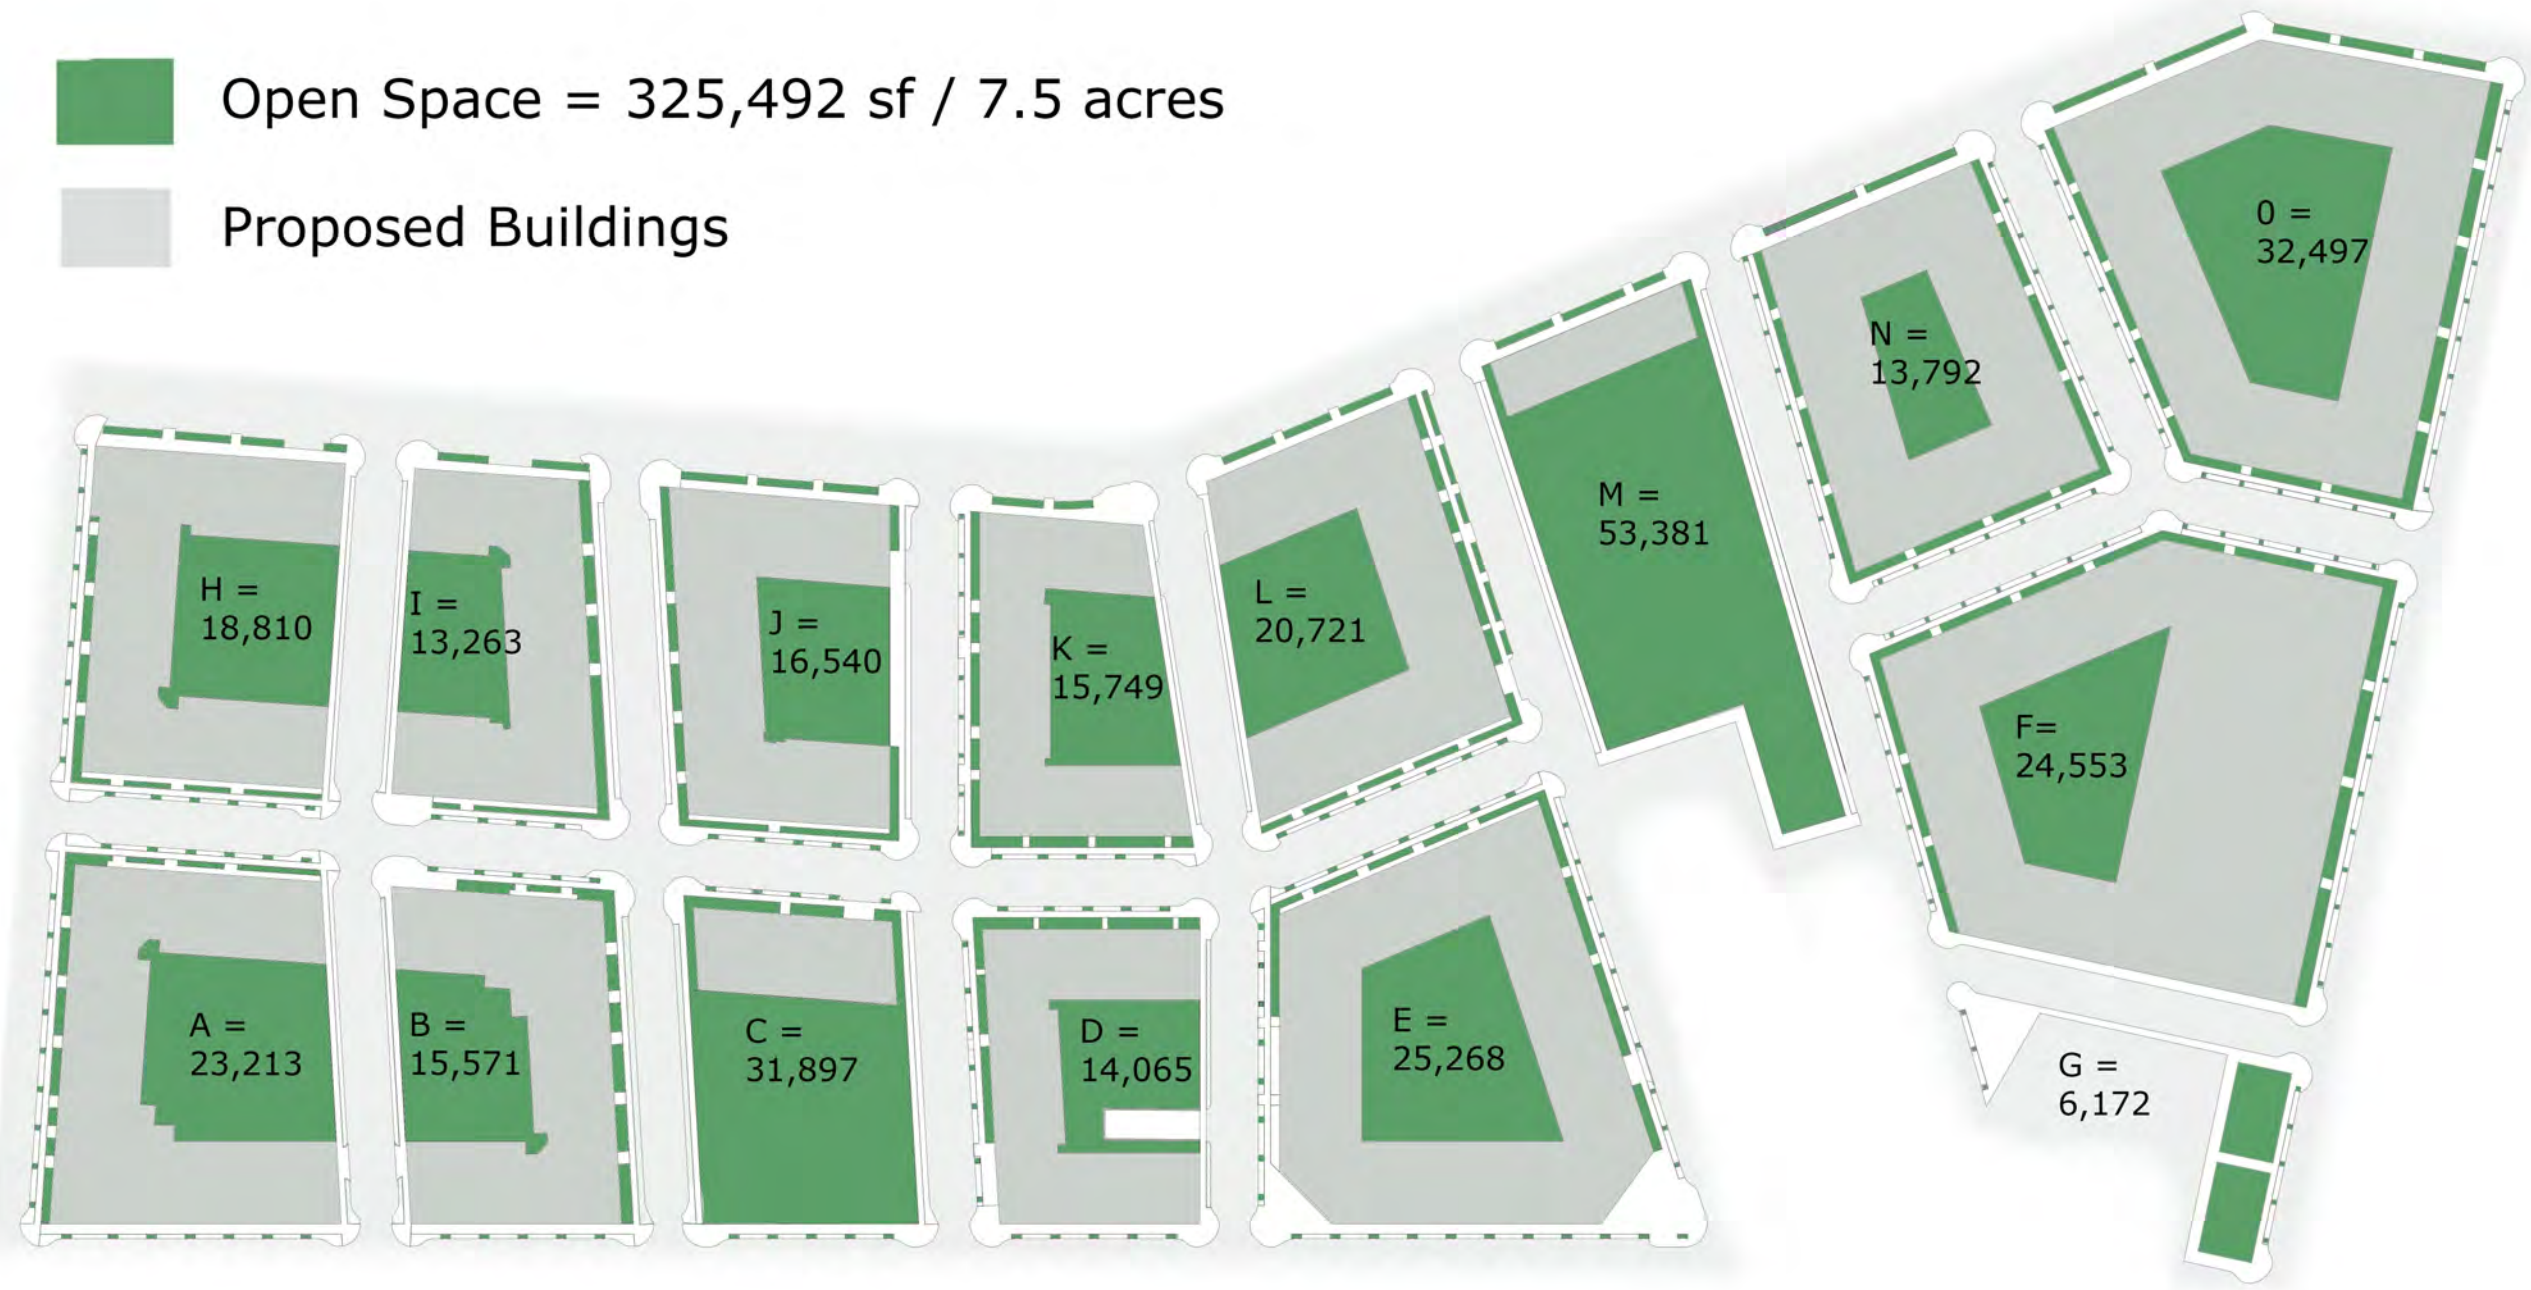 Open Space = 325,492 sf / 7.5 acres
Proposed Buildings
0 =
32,497
N =
13,792
M =
53,381
H =
18,810
I =
13,263
J =
16,540
K =
15,749
L =
20,721
F=
24,553
A =
23,213
B =
15,571
C =
31,897
D =
14,065
E =
25,268
G =
6,172